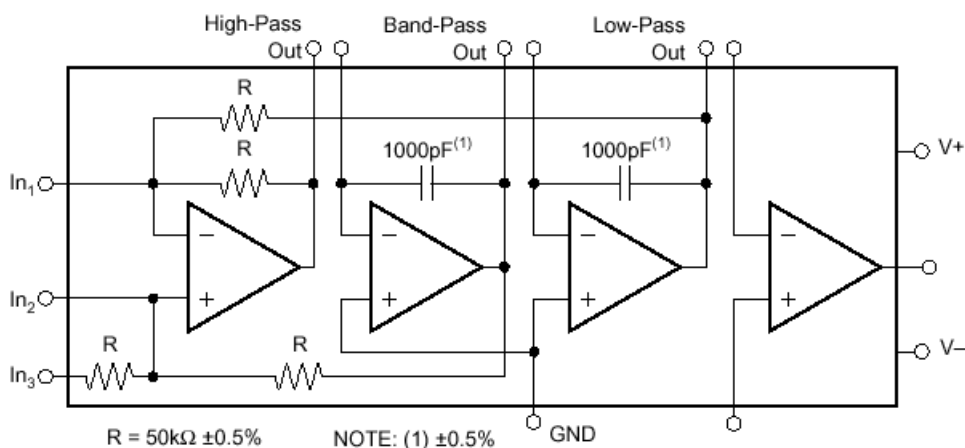 High-Pass
Out
Band-Pass
Out
Low-Pass
Out
R
R
1000pF(1)
1000pF(1)
V+
In1
−
+
−
+
−
+
−
+
In2
R
R
In3
V–
R = 50kΩ ±0.5%
NOTE: (1) ±0.5%
GND